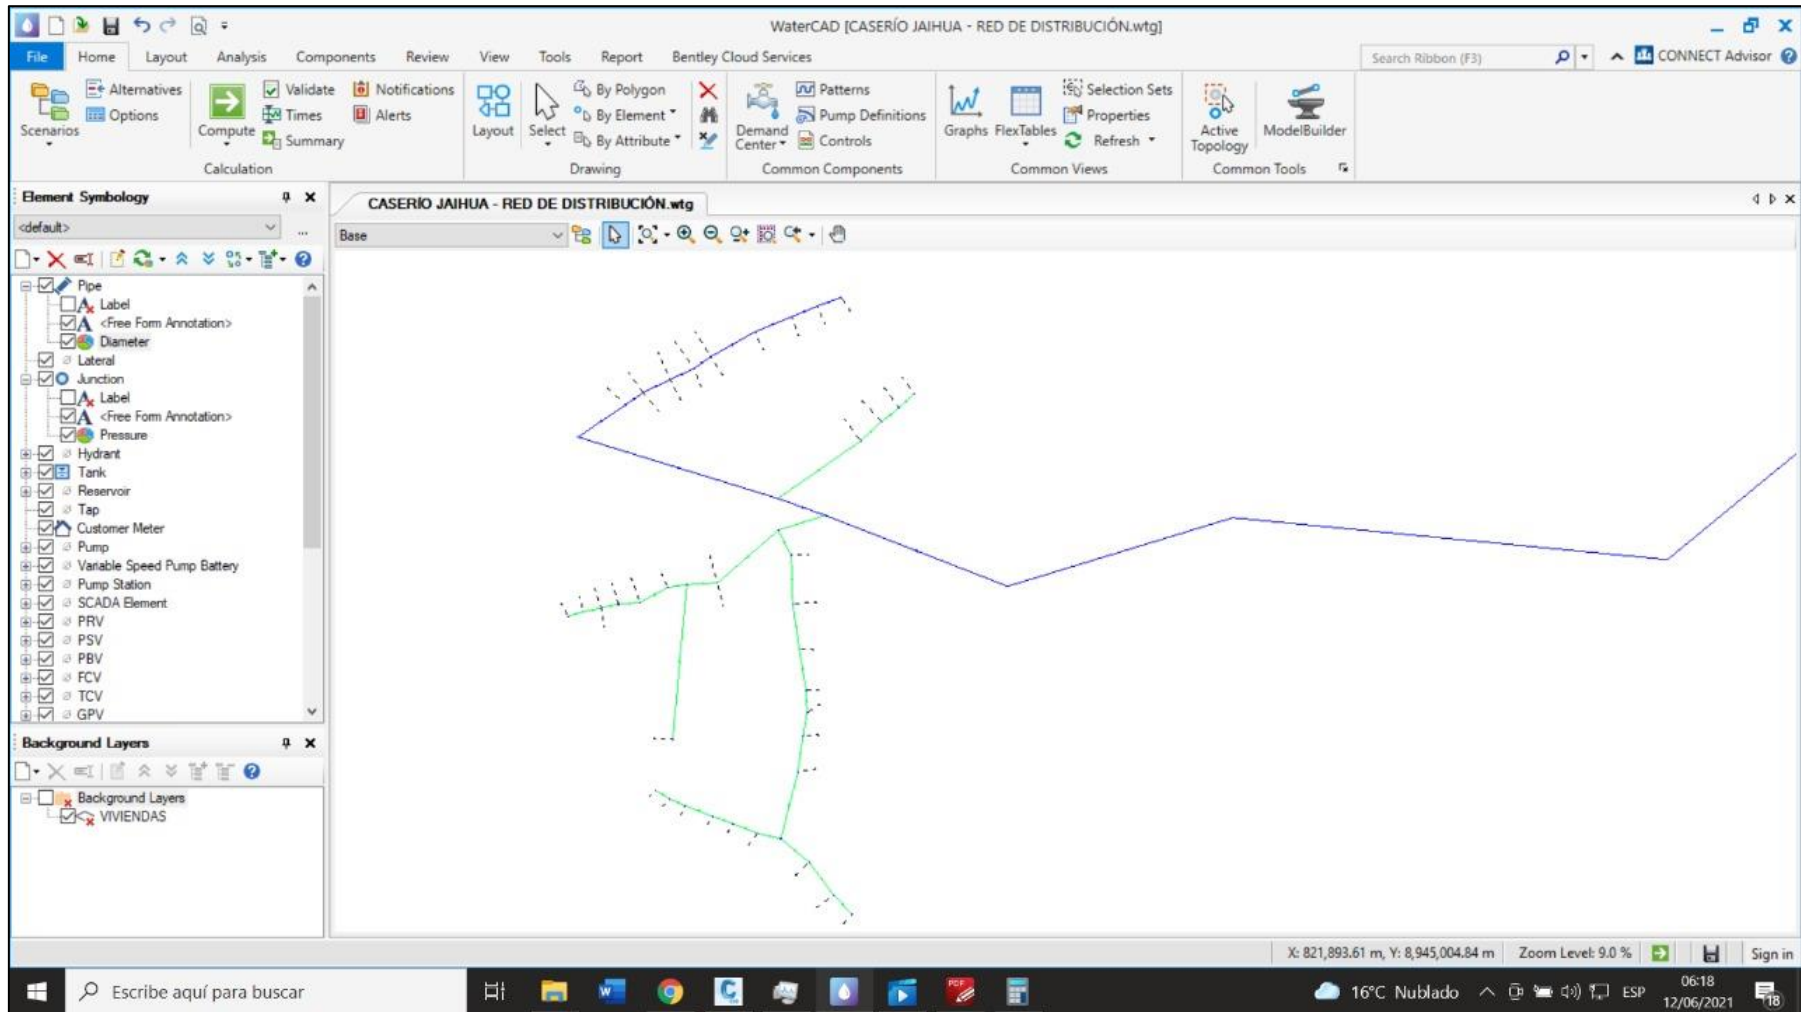 WaterCAD [CASERÍO JAIHUA - RED DE DISTRIBUCIÓN.wtg]
File Home Layout Analysis Components Review View Tools Report Bentley Cloud Services Search Ribbon (F3) CONNECT Advisor
Scenarios
Alternatives
Options
Compute
Validate
Times
Summary
Notifications
Alerts
Calculation
Layout
Select
By Polygon
By Element
By Attribute
Drawing
Demand Center
Patterns
Pump Definitions
Controls
Common Components
Graphs
FlexTables
Selection Sets
Properties
Refresh
Common Views
Active Topology
ModelBuilder
Common Tools
Element Symbology
<default>
...
Pipe
Label
<Free Form Annotation>
Diameter
Lateral
Junction
Label
<Free Form Annotation>
Pressure
Hydrant
Tank
Reservoir
Tap
Customer Meter
Pump
Variable Speed Pump Battery
Pump Station
SCADA Element
PRV
PSV
PBV
FCV
TCV
GPV
Background Layers
Background Layers
VIVIENDAS
CASERÍO JAIHUA - RED DE DISTRIBUCIÓN.wtg
Base
X: 821,893.61 m, Y: 8,945,004.84 m Zoom Level: 9.0 % Sign in
Escribe aquí para buscar
16°C Nublado
ESP
06:18
12/06/2021
18